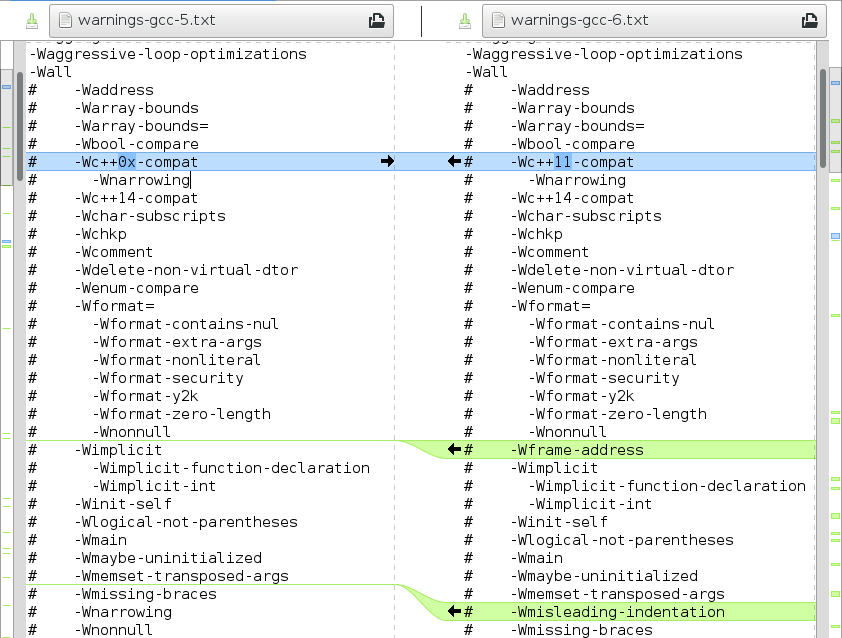 warnings-gcc-5.txt
-Waggressive-loop-optimizations
-Wall
# -Waddress
# -Warray-bounds
# -Warray-bounds=
# -Wbool-compare
# -Wc++0x-compat
# -Wnarrowing
# -Wc++14-compat
# -Wchar-subscripts
# -Wchkp
# -Wcomment
# -Wdelete-non-virtual-dtor
# -Wenum-compare
# -Wformat=
# -Wformat-contains-nul
# -Wformat-extra-args
# -Wformat-nonliteral
# -Wformat-security
# -Wformat-y2k
# -Wformat-zero-length
# -Wnonnull
# -Wimplicit
# -Wimplicit-function-declaration
# -Wimplicit-int
# -Winit-self
# -Wlogical-not-parentheses
# -Wmain
# -Wmaybe-uninitialized
# -Wmemset-transposed-args
# -Wmissing-braces
# -Wnarrowing
# -Wnonnull
warnings-gcc-6.txt
-Waggressive-loop-optimizations
-Wall
# -Waddress
# -Warray-bounds
# -Warray-bounds=
# -Wbool-compare
# -Wc++11-compat
# -Wnarrowing
# -Wc++14-compat
# -Wchar-subscripts
# -Wchkp
# -Wcomment
# -Wdelete-non-virtual-dtor
# -Wenum-compare
# -Wformat=
# -Wformat-contains-nul
# -Wformat-extra-args
# -Wformat-nonliteral
# -Wformat-security
# -Wformat-y2k
# -Wformat-zero-length
# -Wnonnull
# -Wframe-address
# -Wimplicit
# -Wimplicit-function-declaration
# -Wimplicit-int
# -Winit-self
# -Wlogical-not-parentheses
# -Wmain
# -Wmaybe-uninitialized
# -Wmemset-transposed-args
# -Wmisleading-indentation
# -Wmissing-braces